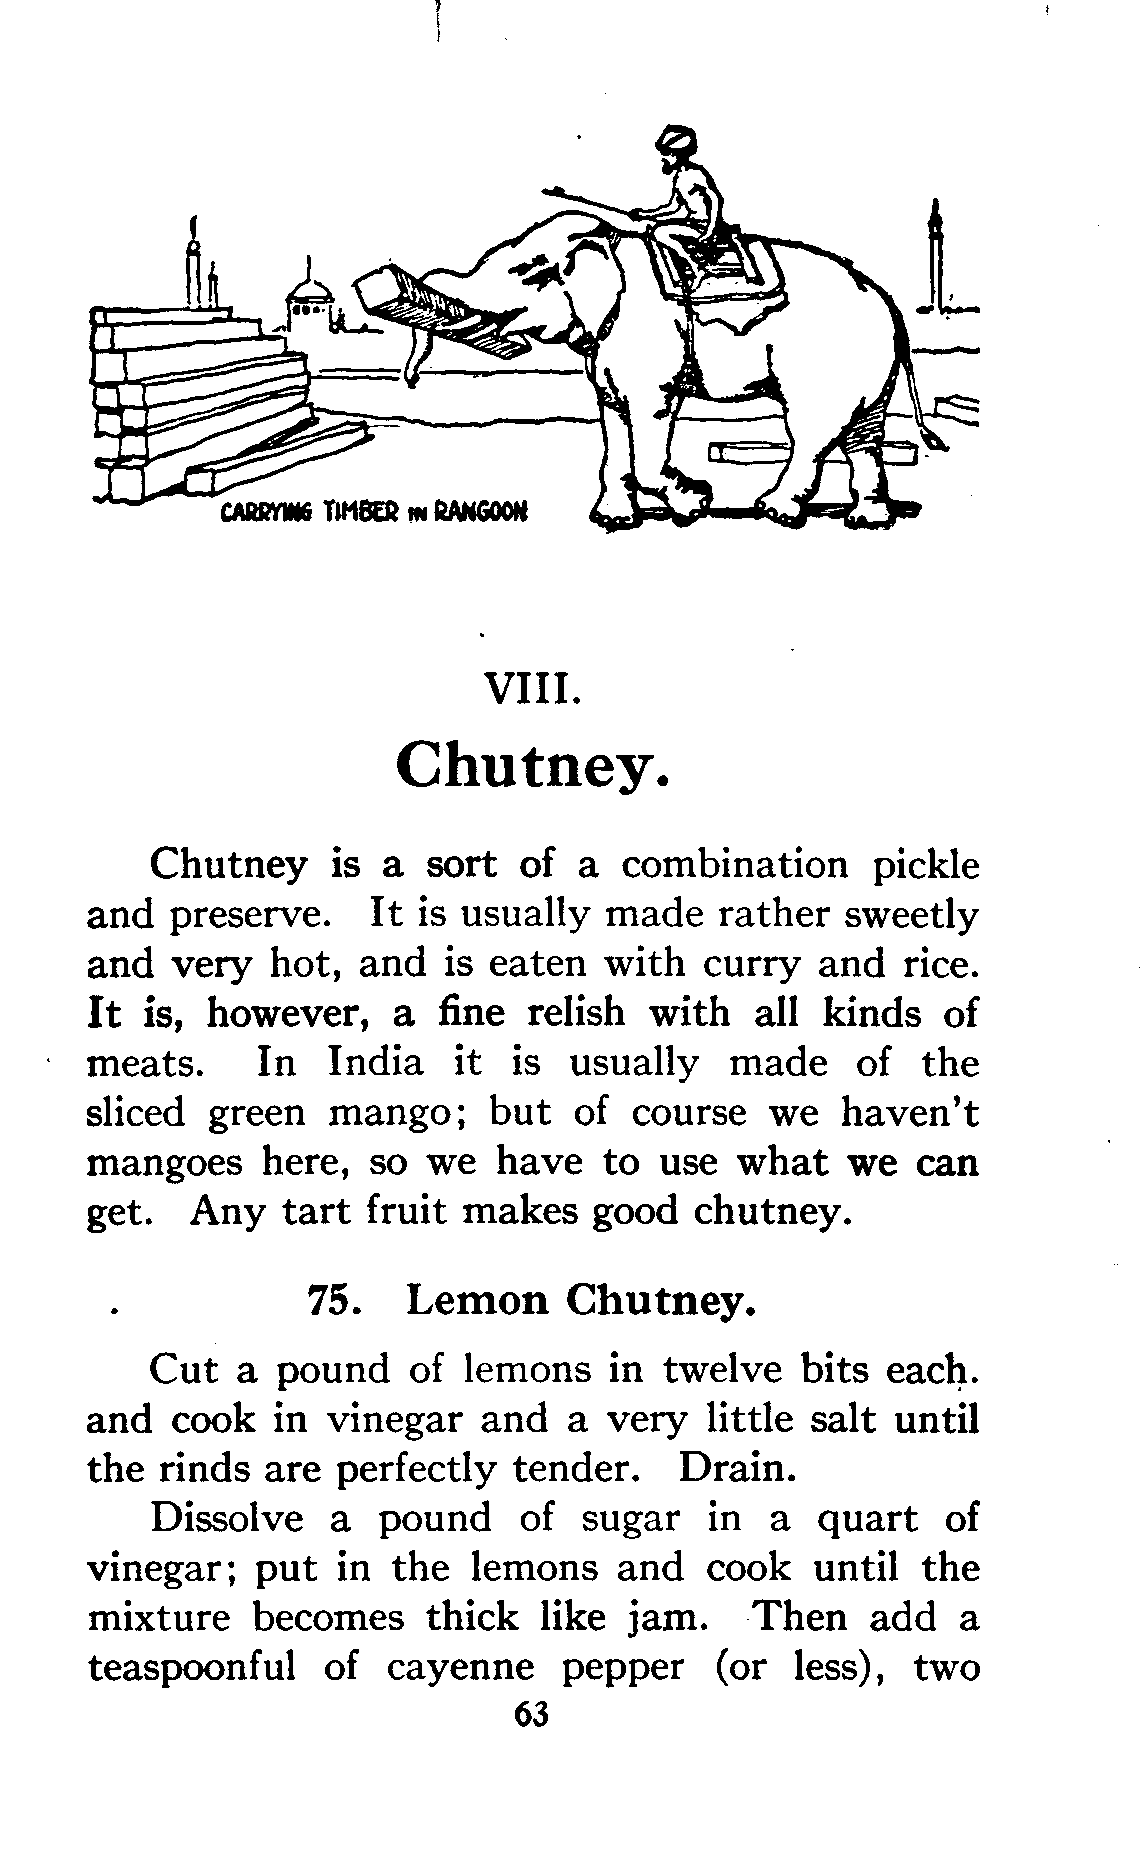 CARRYING TIMBER IN RANGOON
VIII.
Chutney.
Chutney is a sort of a combination pickle
and preserve. It is usually made rather sweetly
and very hot, and is eaten with curry and rice.
It is, however, a fine relish with all kinds of
meats. In India it is usually made of the
sliced green mango; but of course we haven't
mangoes here, so we have to use what we can
get. Any tart fruit makes good chutney.
75. Lemon Chutney.
Cut a pound of lemons in twelve bits each.
and cook in vinegar and a very little salt until
the rinds are perfectly tender. Drain.
Dissolve a pound of sugar in a quart of
vinegar; put in the lemons and cook until the
mixture becomes thick like jam. Then add a
teaspoonful of cayenne pepper (or less), two
63